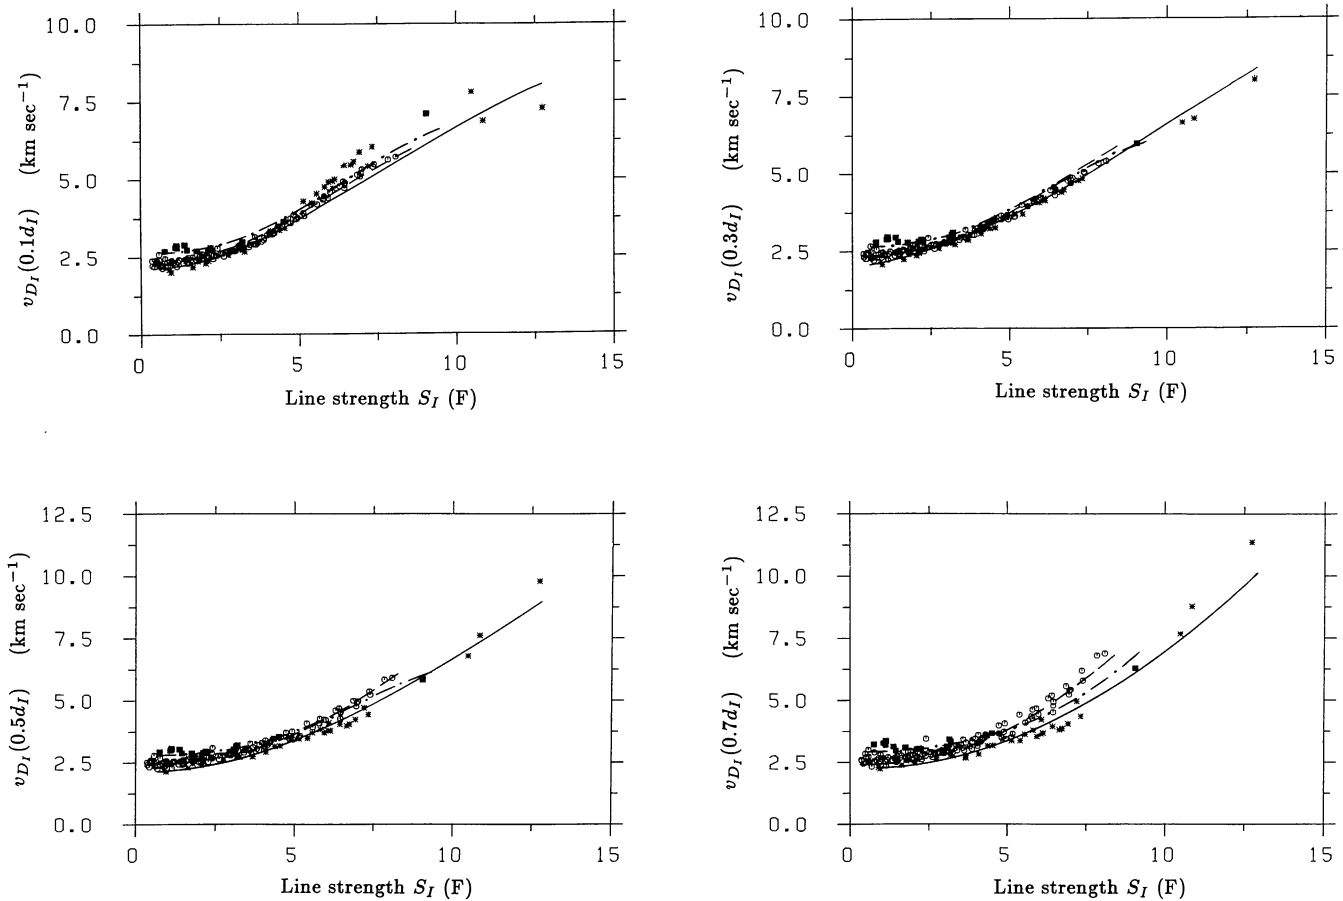 10.0
7.5
5.0
2.5
0.0
v_{D_I}(0.1d_I) (km sec⁻¹)
0 5 10 15
Line strength S_I (F)
10.0
7.5
5.0
2.5
0.0
v_{D_I}(0.3d_I) (km sec⁻¹)
0 5 10 15
Line strength S_I (F)
12.5
10.0
7.5
5.0
2.5
0.0
v_{D_I}(0.5d_I) (km sec⁻¹)
0 5 10 15
Line strength S_I (F)
12.5
10.0
7.5
5.0
2.5
0.0
v_{D_I}(0.7d_I) (km sec⁻¹)
0 5 10 15
Line strength S_I (F)